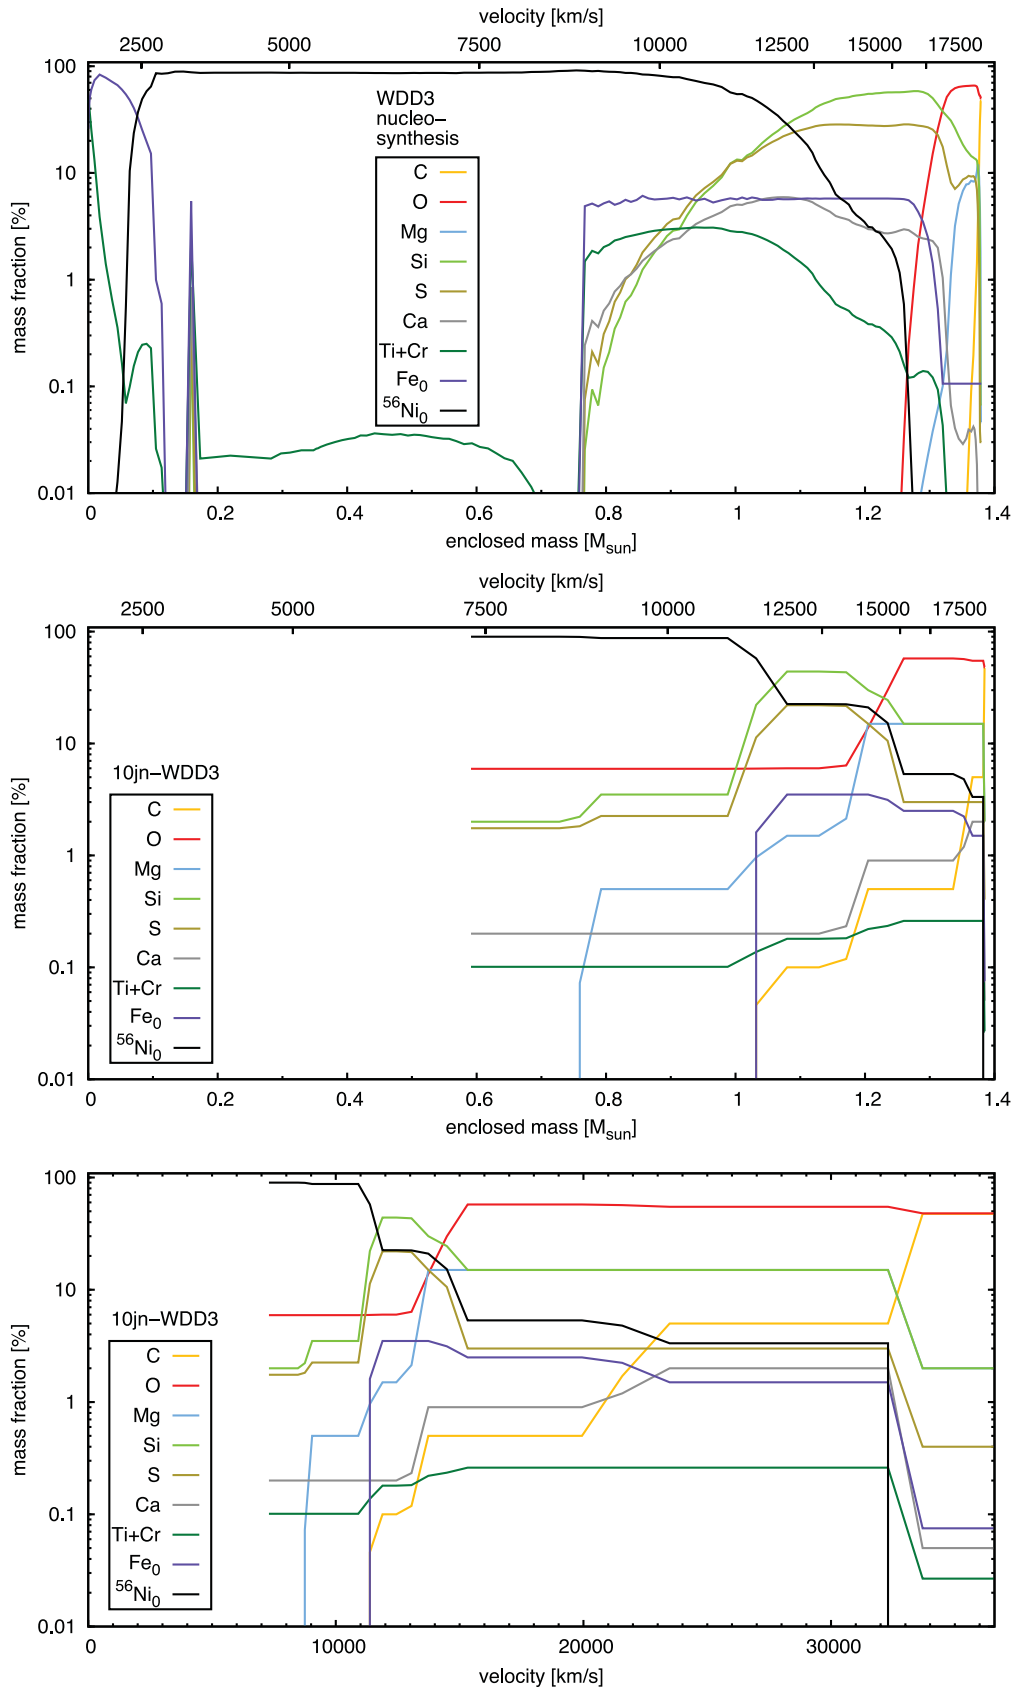 velocity [km/s]
2500 5000 7500 10000 12500 15000 17500
100
10
1
0.1
0.01
mass fraction [%]
WDD3
nucleo–
synthesis
C
O
Mg
Si
S
Ca
Ti+Cr
Fe0
56Ni0
0 0.2 0.4 0.6 0.8 1 1.2 1.4
enclosed mass [Msun]
velocity [km/s]
2500 5000 7500 10000 12500 15000 17500
100
10
1
0.1
0.01
mass fraction [%]
10jn–WDD3
C
O
Mg
Si
S
Ca
Ti+Cr
Fe0
56Ni0
0 0.2 0.4 0.6 0.8 1 1.2 1.4
enclosed mass [Msun]
100
10
1
0.1
0.01
mass fraction [%]
10jn–WDD3
C
O
Mg
Si
S
Ca
Ti+Cr
Fe0
56Ni0
0 10000 20000 30000
velocity [km/s]